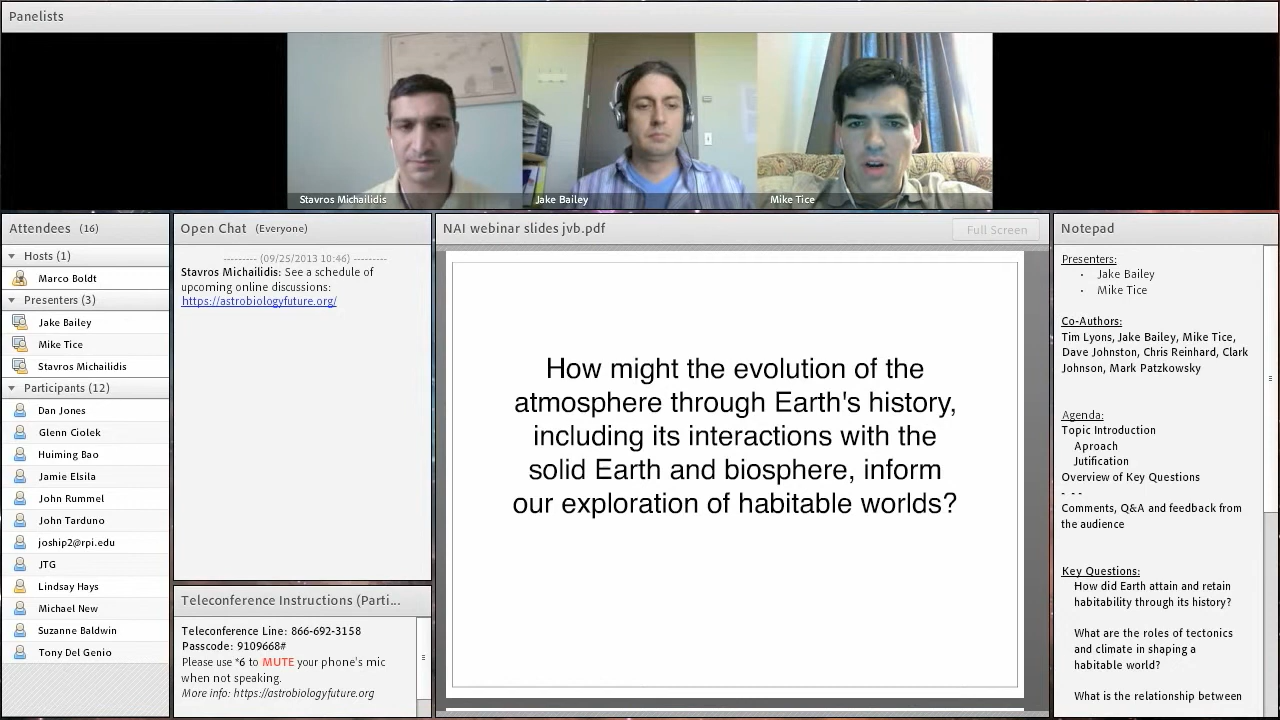 Panelists
Stavros Michailidis
Jake Bailey
Mike Tice
Attendees (16)
Hosts (1)
Marco Boldt
Presenters (3)
Jake Bailey
Mike Tice
Stavros Michailidis
Participants (12)
Dan Jones
Glenn Ciolek
Huiming Bao
Jamie Elsila
John Rummel
John Tarduno
joship2@rpi.edu
JTG
Lindsay Hays
Michael New
Suzanne Baldwin
Tony Del Genio
Open Chat (Everyone)
--------- (09/25/2013 10:46) ---------
Stavros Michailidis: See a schedule of
upcoming online discussions:
https://astrobiologyfuture.org/
Teleconference Instructions (Parti...
Teleconference Line: 866-692-3158
Passcode: 9109668#
Please use *6 to MUTE your phone's mic
when not speaking.
More info: https://astrobiologyfuture.org
NAI webinar slides jvb.pdf
Full Screen
How might the evolution of the
atmosphere through Earth's history,
including its interactions with the
solid Earth and biosphere, inform
our exploration of habitable worlds?
Notepad
Presenters:
• Jake Bailey
• Mike Tice
Co-Authors:
Tim Lyons, Jake Bailey, Mike Tice,
Dave Johnston, Chris Reinhard, Clark
Johnson, Mark Patzkowsky
Agenda:
Topic Introduction
Aproach
Jutification
Overview of Key Questions
- - -
Comments, Q&A and feedback from
the audience
Key Questions:
How did Earth attain and retain
habitability through its history?
What are the roles of tectonics
and climate in shaping a
habitable world?
What is the relationship between